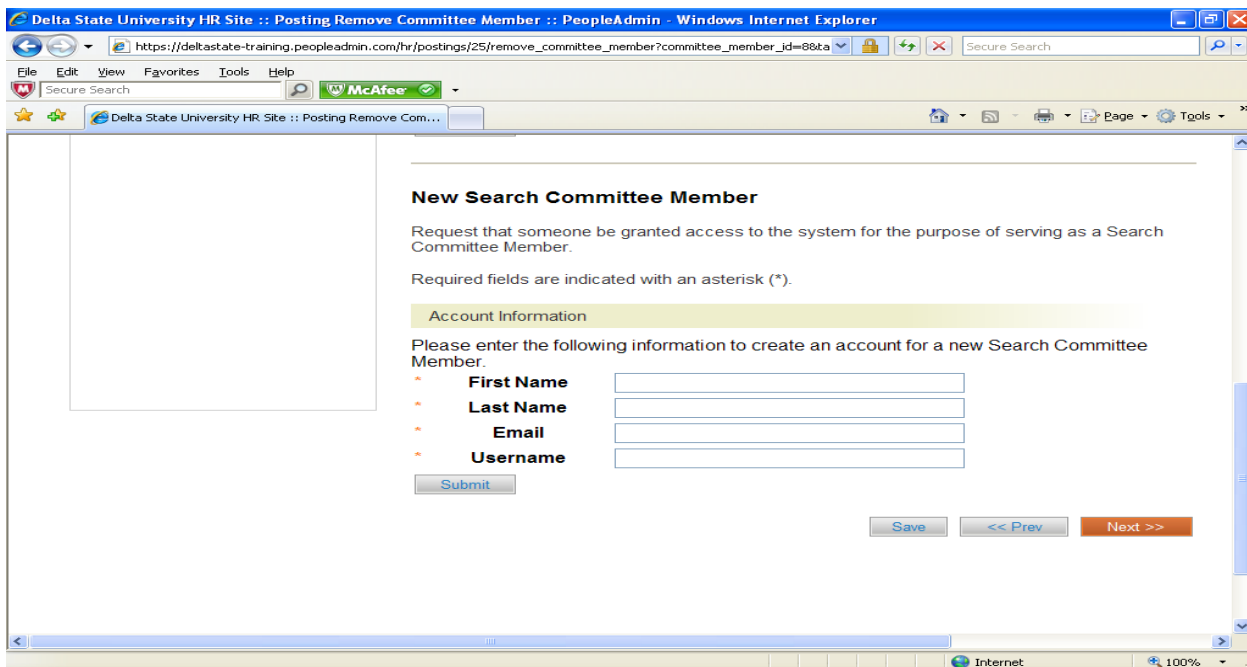 Delta State University HR Site :: Posting Remove Committee Member :: PeopleAdmin - Windows Internet Explorer
https://deltastate-training.peopleadmin.com/hr/postings/25/remove_committee_member?committee_member_id=8&ta
Secure Search
File Edit View Favorites Tools Help
Secure Search McAfee
Delta State University HR Site :: Posting Remove Com... Page Tools »
New Search Committee Member
Request that someone be granted access to the system for the purpose of serving as a Search
Committee Member.
Required fields are indicated with an asterisk (*).
Account Information
Please enter the following information to create an account for a new Search Committee
Member.
* First Name
* Last Name
* Email
* Username
Submit
Save << Prev Next >>
Internet 100%